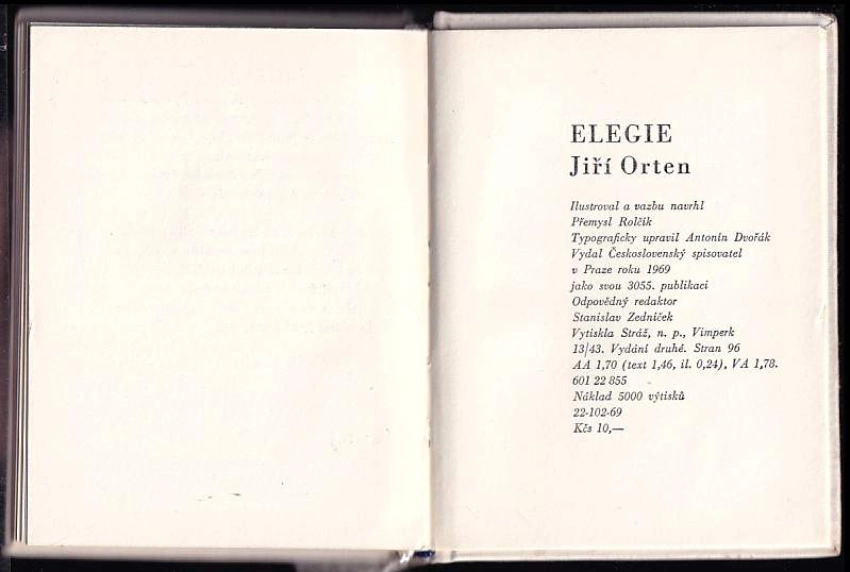 ELEGIE
Jiří Orten
Ilustroval a vazbu navrhl
Přemysl Rolčík
Typograficky upravil Antonín Dvořák
Vydal Československý spisovatel
v Praze roku 1969
jako svou 3055. publikaci
Odpovědný redaktor
Stanislav Zedníček
Vytiskla Stráž, n. p., Vimperk
13/43. Vydání druhé. Stran 96
AA 1,70 (text 1,46, il. 0,24), VA 1,78.
601 22 855
Náklad 5000 výtisků
22-102-69
Kčs 10,—